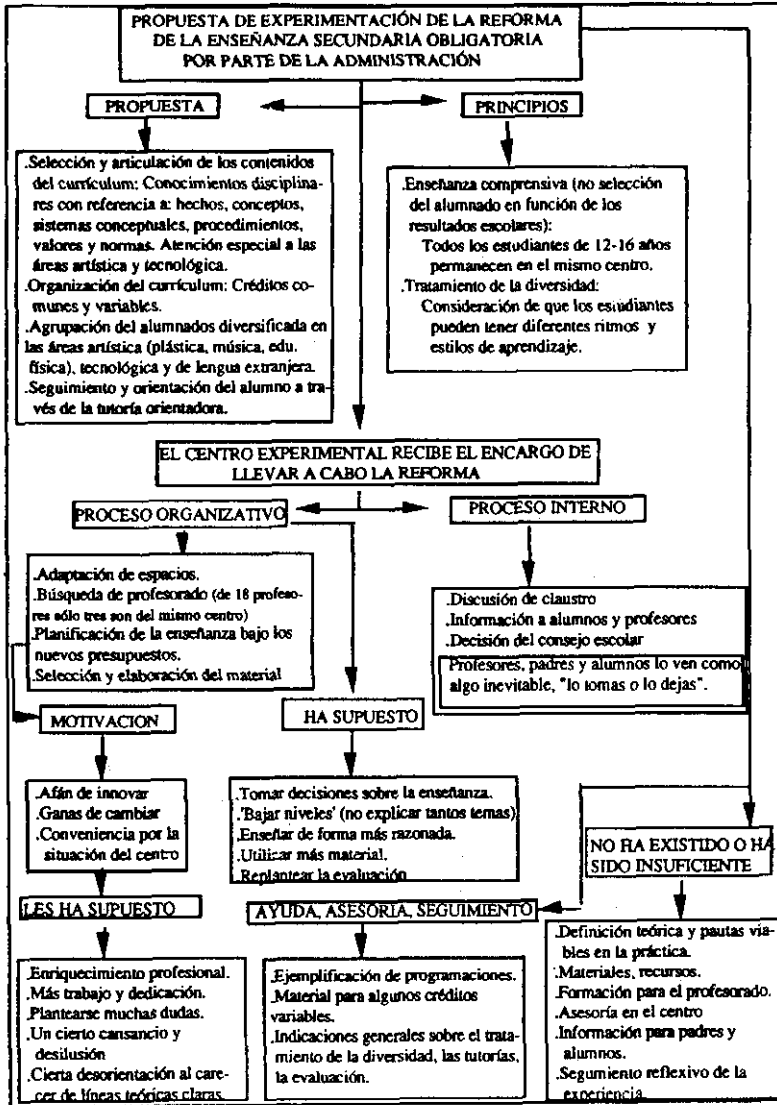 PROPUESTA DE EXPERIMENTACIÓN DE LA REFORMA
DE LA ENSEÑANZA SECUNDARIA OBLIGATORIA
POR PARTE DE LA ADMINISTRACIÓN
PROPUESTA
PRINCIPIOS
.Selección y articulación de los contenidos
del currículum: Conocimientos disciplina-
res con referencia a: hechos, conceptos,
sistemas conceptuales, procedimientos,
valores y normas. Atención especial a las
áreas artística y tecnológica.
.Organización del currículum: Créditos co-
munes y variables.
.Agrupación del alumnados diversificada en
las áreas artística (plástica, música, edu.
física), tecnológica y de lengua extranjera.
.Seguimiento y orientación del alumno a tra-
vés de la tutoría orientadora.
.Enseñanza comprensiva (no selección
del alumnado en función de los
resultados escolares):
Todos los estudiantes de 12-16 años
permanecen en el mismo centro.
.Tratamiento de la diversidad:
Consideración de que los estudiantes
pueden tener diferentes ritmos y
estilos de aprendizaje.
EL CENTRO EXPERIMENTAL RECIBE EL ENCARGO DE
LLEVAR A CABO LA REFORMA
PROCESO ORGANIZATIVO
PROCESO INTERNO
.Adaptación de espacios.
.Búsqueda de profesorado (de 18 profeso-
res sólo tres son del mismo centro)
.Planificación de la enseñanza bajo los
nuevos presupuestos.
.Selección y elaboración del material
.Discusión de claustro
.Información a alumnos y profesores
.Decisión del consejo escolar
Profesores, padres y alumnos lo ven como
algo inevitable, "lo tomas o lo dejas".
MOTIVACION
HA SUPUESTO
.Afán de innovar
.Ganas de cambiar
.Conveniencia por la
situación del centro
.Tomar decisiones sobre la enseñanza.
.'Bajar niveles' (no explicar tantos temas)
.Enseñar de forma más razonada.
.Utilizar más material.
.Replantear la evaluación
NO HA EXISTIDO O HA
SIDO INSUFICIENTE
LES HA SUPUESTO
AYUDA, ASESORIA, SEGUIMIENTO
.Enriquecimiento profesional.
.Más trabajo y dedicación.
.Plantearse muchas dudas.
.Un cierto cansancio y
desilusión
.Cierta desorientación al care-
cer de líneas teóricas claras.
.Ejemplificación de programaciones.
.Material para algunos créditos
variables.
.Indicaciones generales sobre el trata-
miento de la diversidad, las tutorías,
la evaluación.
.Definición teórica y pautas via-
bles en la práctica.
.Materiales, recursos.
.Formación para el profesorado.
.Asesoría en el centro
.Información para padres y
alumnos.
.Segumiento reflexivo de la
experiencia.